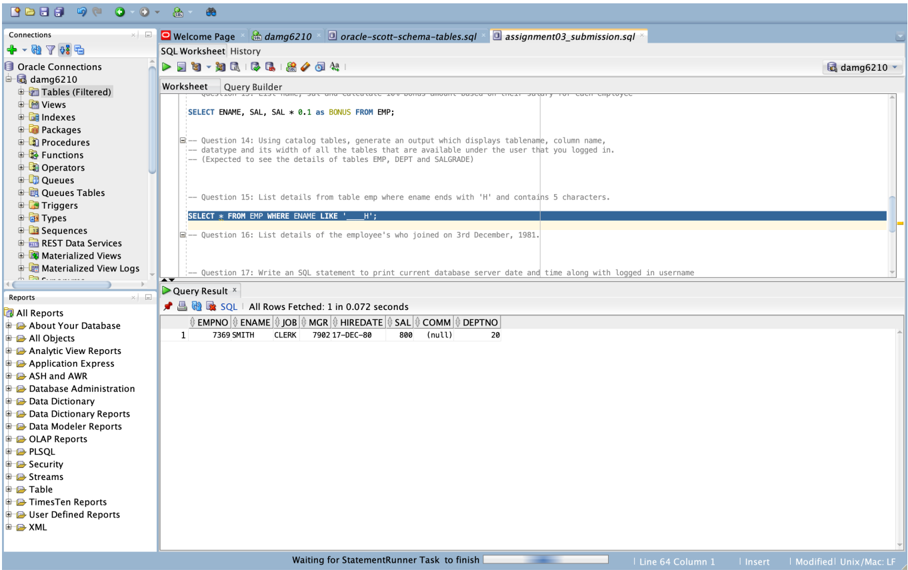 Connections
Oracle Connections
damg6210
Tables (Filtered)
Views
Indexes
Packages
Procedures
Functions
Operators
Queues
Queues Tables
Triggers
Types
Sequences
REST Data Services
Materialized Views
Materialized View Logs
Reports
All Reports
About Your Database
All Objects
Analytic View Reports
Application Express
ASH and AWR
Database Administration
Data Dictionary
Data Dictionary Reports
Data Modeler Reports
OLAP Reports
PLSQL
Security
Streams
Table
TimesTen Reports
User Defined Reports
XML
Welcome Page damg6210 oracle-scott-schema-tables.sql assignment03_submission.sql
SQL Worksheet History
damg6210
Worksheet Query Builder
SELECT ENAME, SAL, SAL * 0.1 as BONUS FROM EMP;
-- Question 14: Using catalog tables, generate an output which displays tablename, column name,
-- datatype and its width of all the tables that are available under the user that you logged in.
-- (Expected to see the details of tables EMP, DEPT and SALGRADE)
-- Question 15: List details from table emp where ename ends with 'H' and contains 5 characters.
SELECT * FROM EMP WHERE ENAME LIKE '____H';
-- Question 16: List details of the employee's who joined on 3rd December, 1981.
-- Question 17: Write an SQL statement to print current database server date and time along with logged in username
Query Result x
SQL | All Rows Fetched: 1 in 0.072 seconds
EMPNO ENAME JOB MGR HIREDATE SAL COMM DEPTNO
1 7369 SMITH CLERK 7902 17-DEC-80 800 (null) 20
Waiting for StatementRunner Task to finish | Line 64 Column 1 | Insert | Modified | Unix/Mac: LF